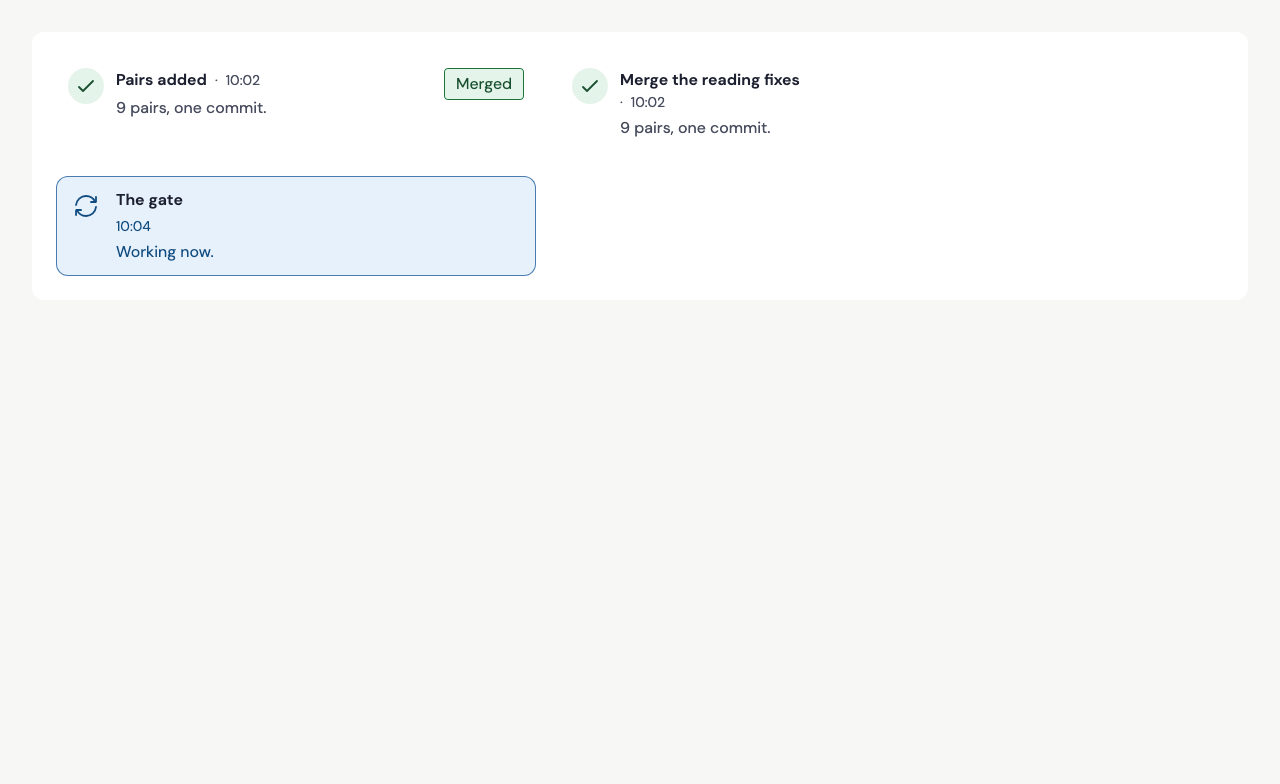 Pairs added · 10:02
9 pairs, one commit.
Merged
Merge the reading fixes
· 10:02
9 pairs, one commit.
The gate
10:04
Working now.